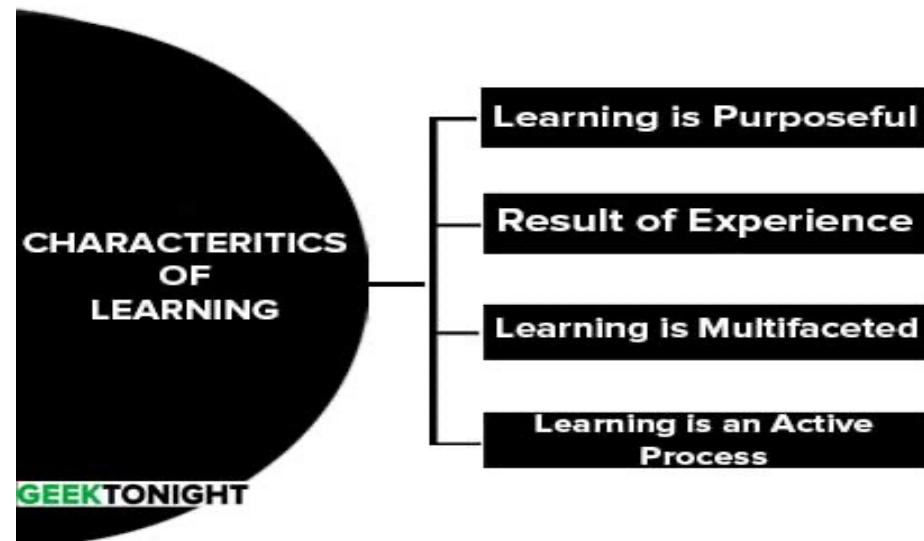 CHARACTERITICS
OF
LEARNING
Learning is Purposeful
Result of Experience
Learning is Multifaceted
Learning is an Active
Process
GEEKTONIGHT